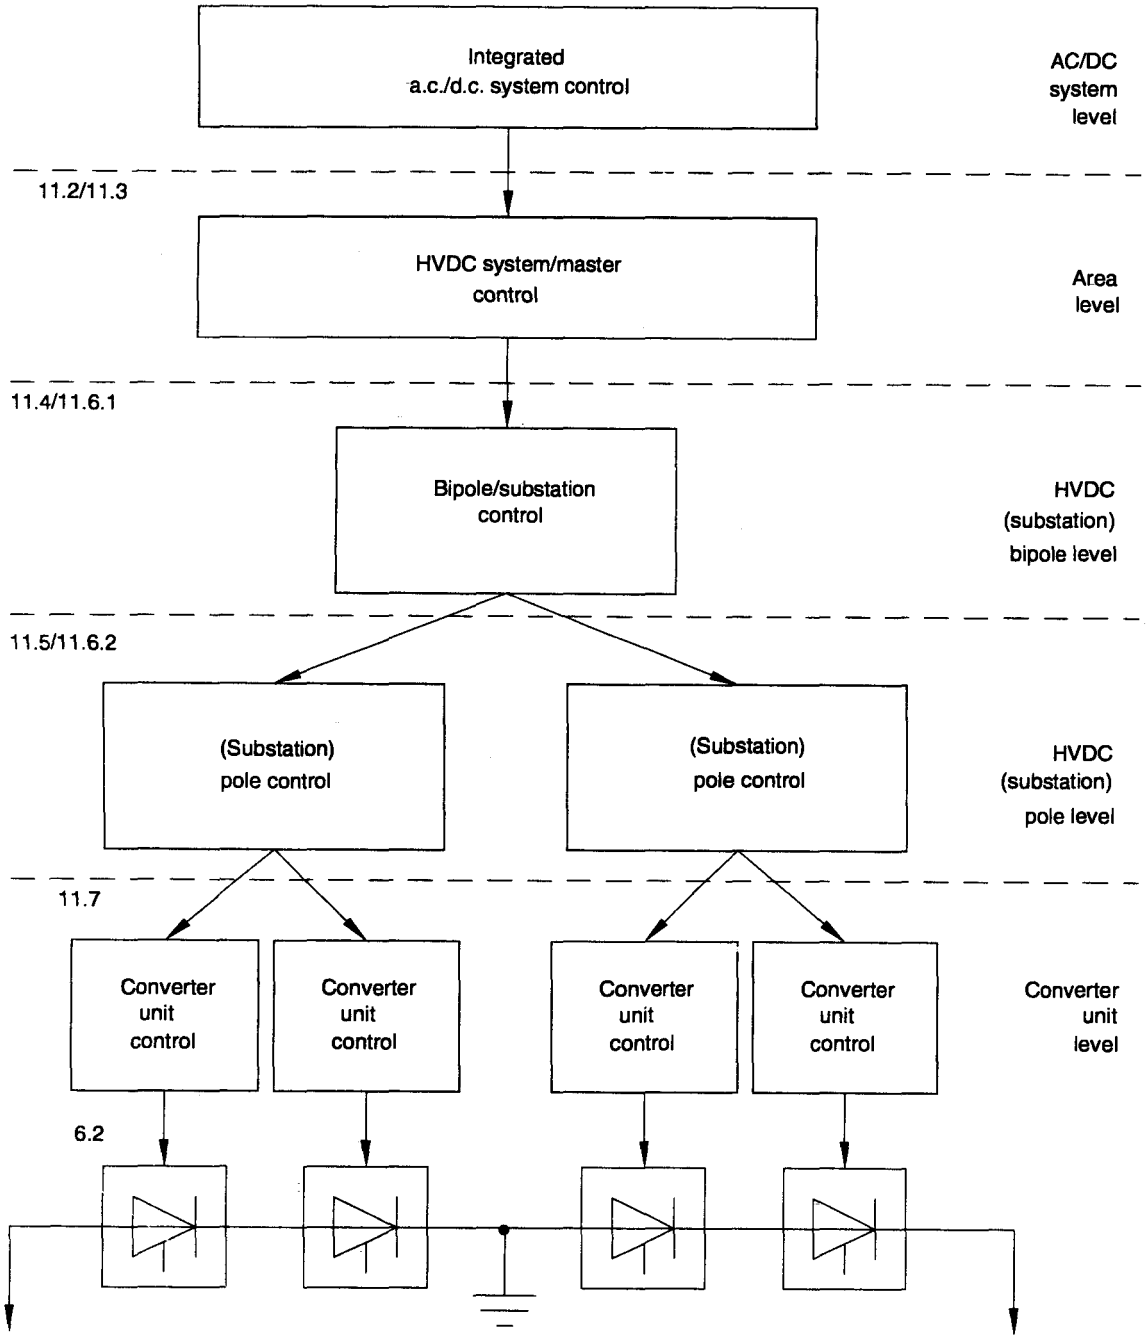 Integrated
a.c./d.c. system control
AC/DC
system
level
11.2/11.3
HVDC system/master
control
Area
level
11.4/11.6.1
Bipole/substation
control
HVDC
(substation)
bipole level
11.5/11.6.2
(Substation)
pole control
(Substation)
pole control
HVDC
(substation)
pole level
11.7
Converter
unit
control
Converter
unit
control
Converter
unit
control
Converter
unit
control
Converter
unit
level
6.2